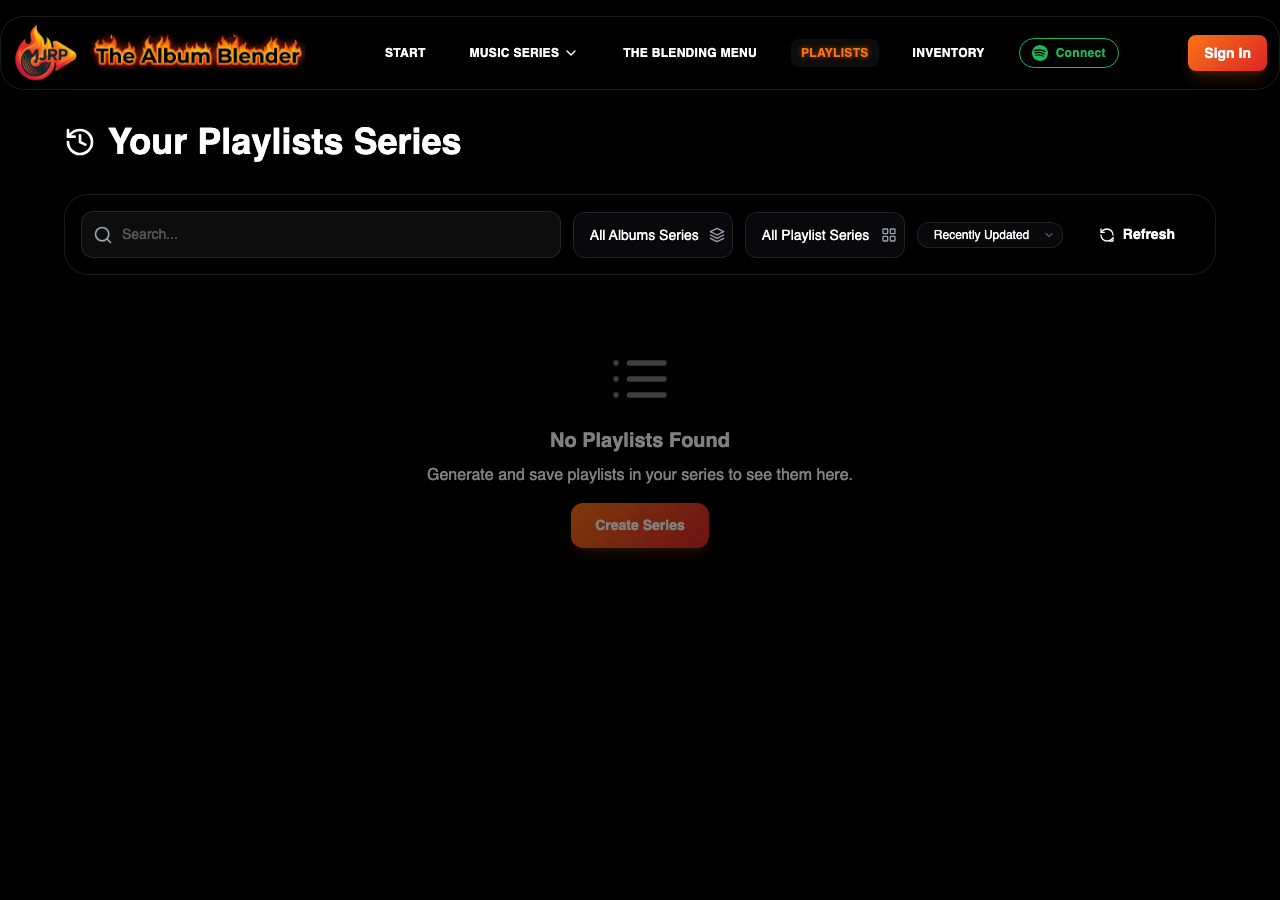 MJRP The Album Blender START MUSIC SERIES THE BLENDING MENU PLAYLISTS INVENTORY Connect Sign In
Your Playlists Series
Search... All Albums Series All Playlist Series Recently Updated Refresh
No Playlists Found
Generate and save playlists in your series to see them here.
Create Series